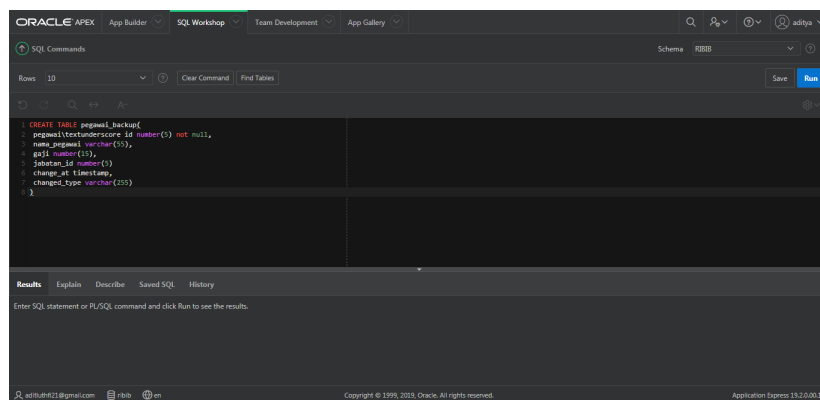 ORACLE APEX App Builder SQL Workshop Team Development App Gallery aditya
SQL Commands Schema RIBIB
Rows 10 Clear Command Find Tables Save Run
1 CREATE TABLE pegawai_backup(
2 pegawai\textunderscore id number(5) not null,
3 nama_pegawai varchar(55),
4 gaji number(15),
5 jabatan_id number(5)
6 change_at timestamp,
7 changed_type varchar(255)
8 )
Results Explain Describe Saved SQL History
Enter SQL statement or PL/SQL command and click Run to see the results.
aditluthfi21@gmail.com ribib en Copyright © 1999, 2019, Oracle. All rights reserved. Application Express 19.2.0.00.1